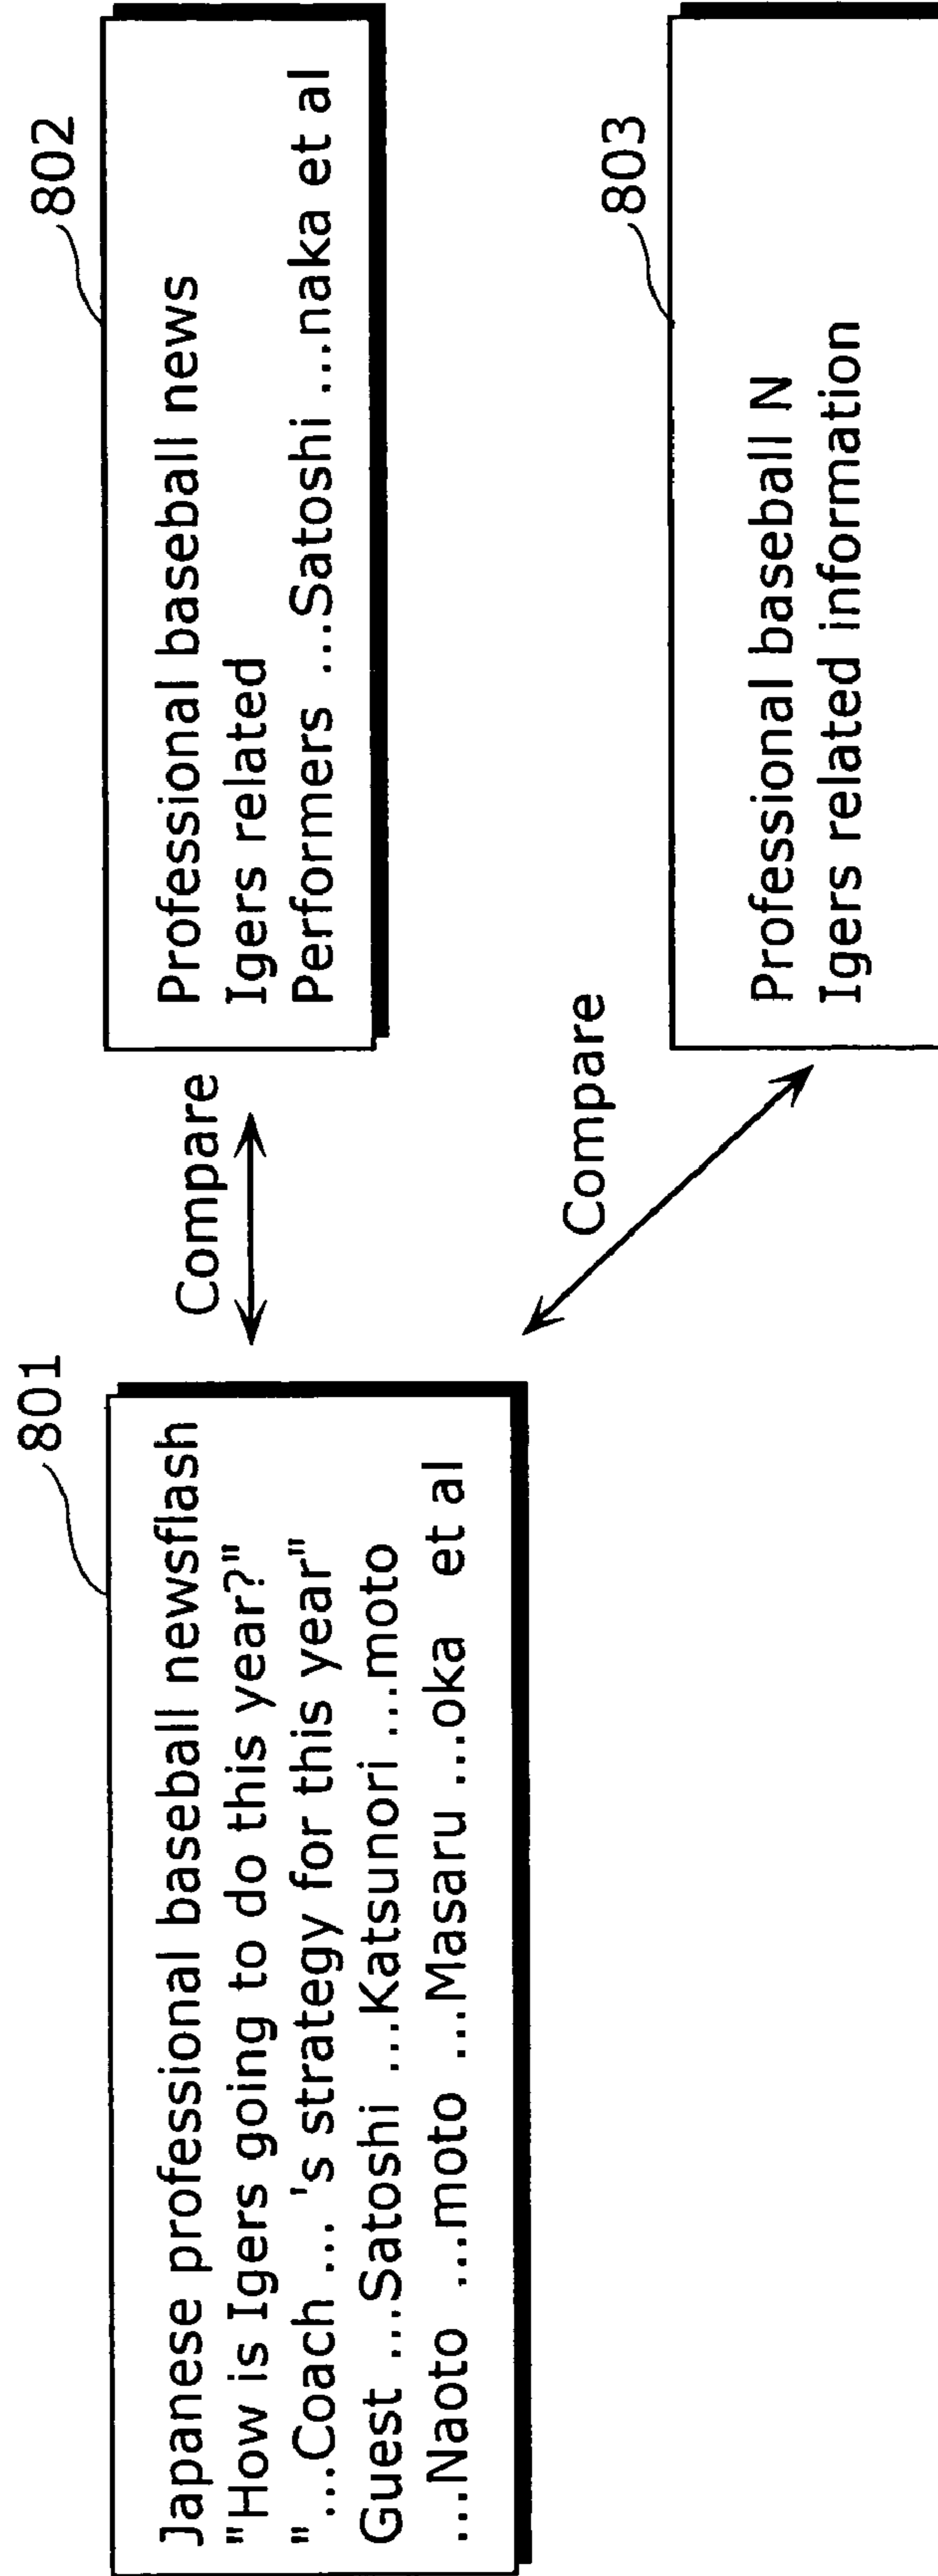 801
Japanese professional baseball newsflash
"How is Igers going to do this year?"
"...Coach ... 's strategy for this year"
Guest ...Satoshi ...Katsunori ...moto
...Naoto ...moto ...Masaru ...oka et al
Compare
802
Professional baseball news
Igers related
Performers ...Satoshi ...naka et al
Compare
803
Professional baseball N
Igers related information